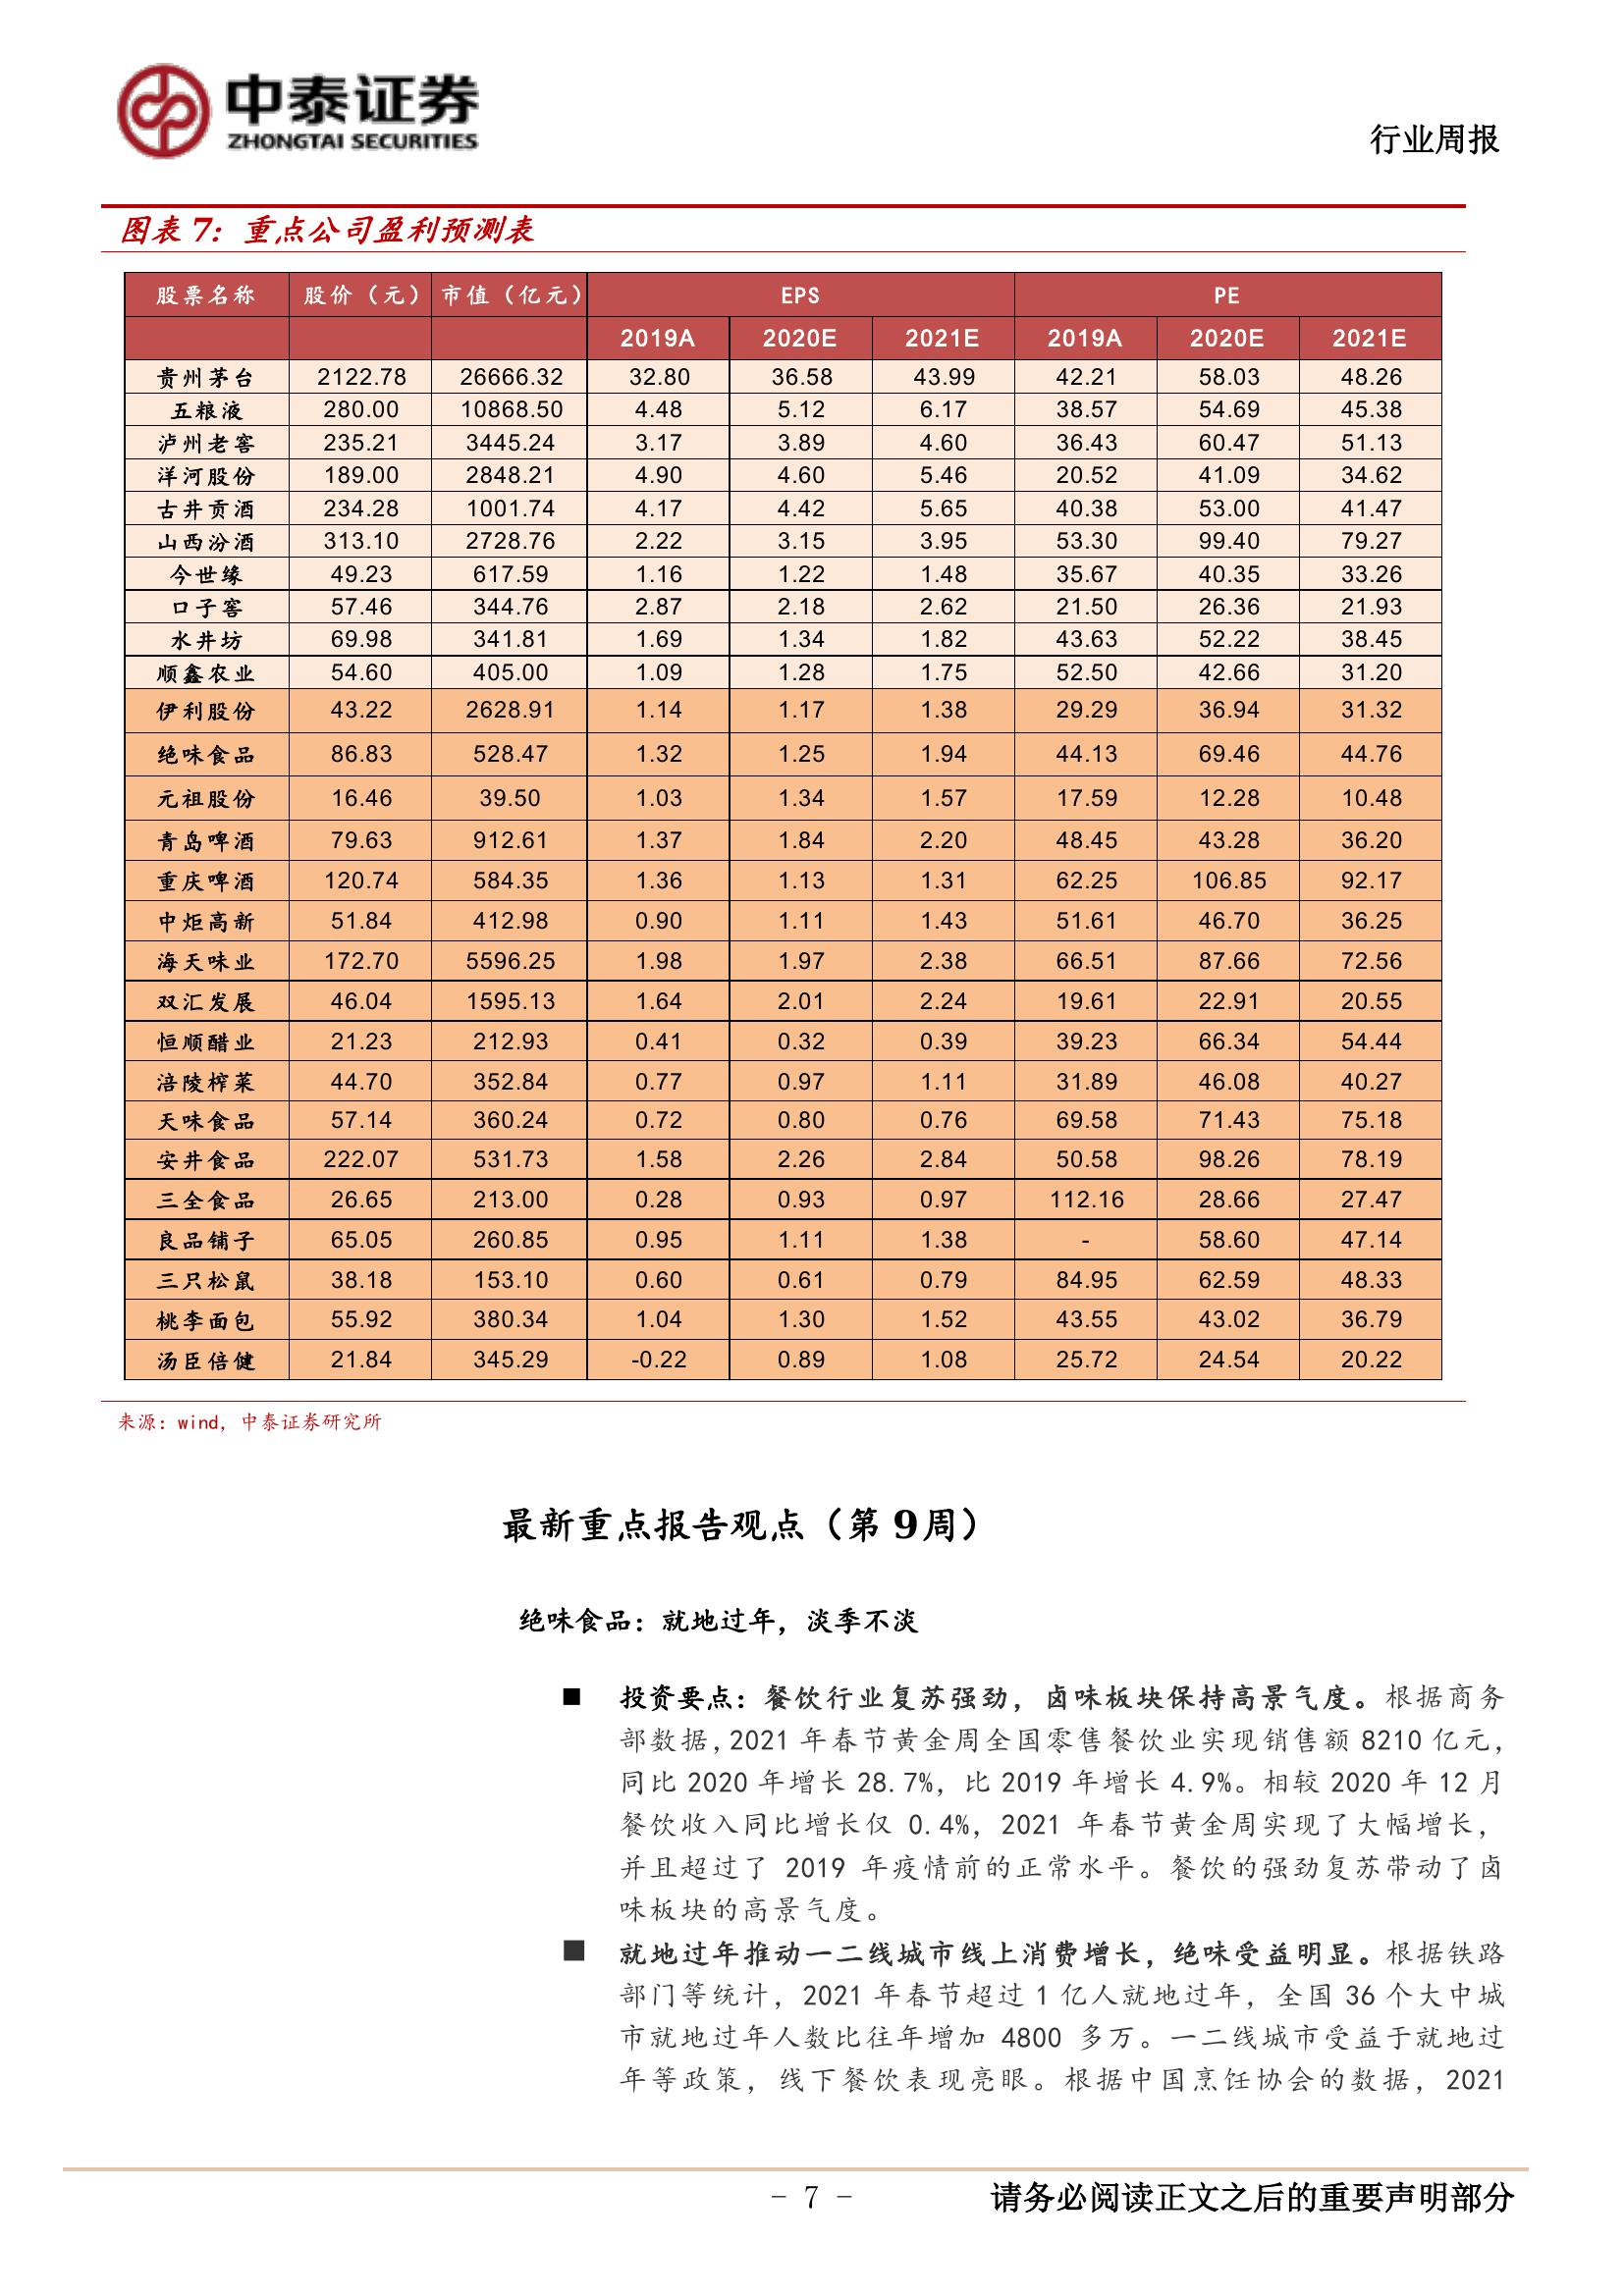 中泰证券
ZHONGTAI SECURITIES
行业周报
图表 7：重点公司盈利预测表
股票名称 股价（元） 市值（亿元） EPS PE
2019A 2020E 2021E 2019A 2020E 2021E
贵州茅台 2122.78 26666.32 32.80 36.58 43.99 42.21 58.03 48.26
五粮液 280.00 10868.50 4.48 5.12 6.17 38.57 54.69 45.38
泸州老窖 235.21 3445.24 3.17 3.89 4.60 36.43 60.47 51.13
洋河股份 189.00 2848.21 4.90 4.60 5.46 20.52 41.09 34.62
古井贡酒 234.28 1001.74 4.17 4.42 5.65 40.38 53.00 41.47
山西汾酒 313.10 2728.76 2.22 3.15 3.95 53.30 99.40 79.27
今世缘 49.23 617.59 1.16 1.22 1.48 35.67 40.35 33.26
口子窖 57.46 344.76 2.87 2.18 2.62 21.50 26.36 21.93
水井坊 69.98 341.81 1.69 1.34 1.82 43.63 52.22 38.45
顺鑫农业 54.60 405.00 1.09 1.28 1.75 52.50 42.66 31.20
伊利股份 43.22 2628.91 1.14 1.17 1.38 29.29 36.94 31.32
绝味食品 86.83 528.47 1.32 1.25 1.94 44.13 69.46 44.76
元祖股份 16.46 39.50 1.03 1.34 1.57 17.59 12.28 10.48
青岛啤酒 79.63 912.61 1.37 1.84 2.20 48.45 43.28 36.20
重庆啤酒 120.74 584.35 1.36 1.13 1.31 62.25 106.85 92.17
中炬高新 51.84 412.98 0.90 1.11 1.43 51.61 46.70 36.25
海天味业 172.70 5596.25 1.98 1.97 2.38 66.51 87.66 72.56
双汇发展 46.04 1595.13 1.64 2.01 2.24 19.61 22.91 20.55
恒顺醋业 21.23 212.93 0.41 0.32 0.39 39.23 66.34 54.44
涪陵榨菜 44.70 352.84 0.77 0.97 1.11 31.89 46.08 40.27
天味食品 57.14 360.24 0.72 0.80 0.76 69.58 71.43 75.18
安井食品 222.07 531.73 1.58 2.26 2.84 50.58 98.26 78.19
三全食品 26.65 213.00 0.28 0.93 0.97 112.16 28.66 27.47
良品铺子 65.05 260.85 0.95 1.11 1.38 - 58.60 47.14
三只松鼠 38.18 153.10 0.60 0.61 0.79 84.95 62.59 48.33
桃李面包 55.92 380.34 1.04 1.30 1.52 43.55 43.02 36.79
汤臣倍健 21.84 345.29 -0.22 0.89 1.08 25.72 24.54 20.22
来源：wind，中泰证券研究所
最新重点报告观点（第 9周）
绝味食品：就地过年，淡季不淡
■ 投资要点：餐饮行业复苏强劲，卤味板块保持高景气度。根据商务
部数据,2021 年春节黄金周全国零售餐饮业实现销售额 8210 亿元，
同比 2020 年增长 28.7%，比 2019 年增长 4.9%。相较 2020 年 12 月
餐饮收入同比增长仅 0.4%，2021 年春节黄金周实现了大幅增长，
并且超过了 2019 年疫情前的正常水平。餐饮的强劲复苏带动了卤
味板块的高景气度。
■ 就地过年推动一二线城市线上消费增长，绝味受益明显。根据铁路
部门等统计，2021 年春节超过 1 亿人就地过年，全国 36 个大中城
市就地过年人数比往年增加 4800 多万。一二线城市受益于就地过
年等政策，线下餐饮表现亮眼。根据中国烹饪协会的数据，2021
- 7 -
请务必阅读正文之后的重要声明部分